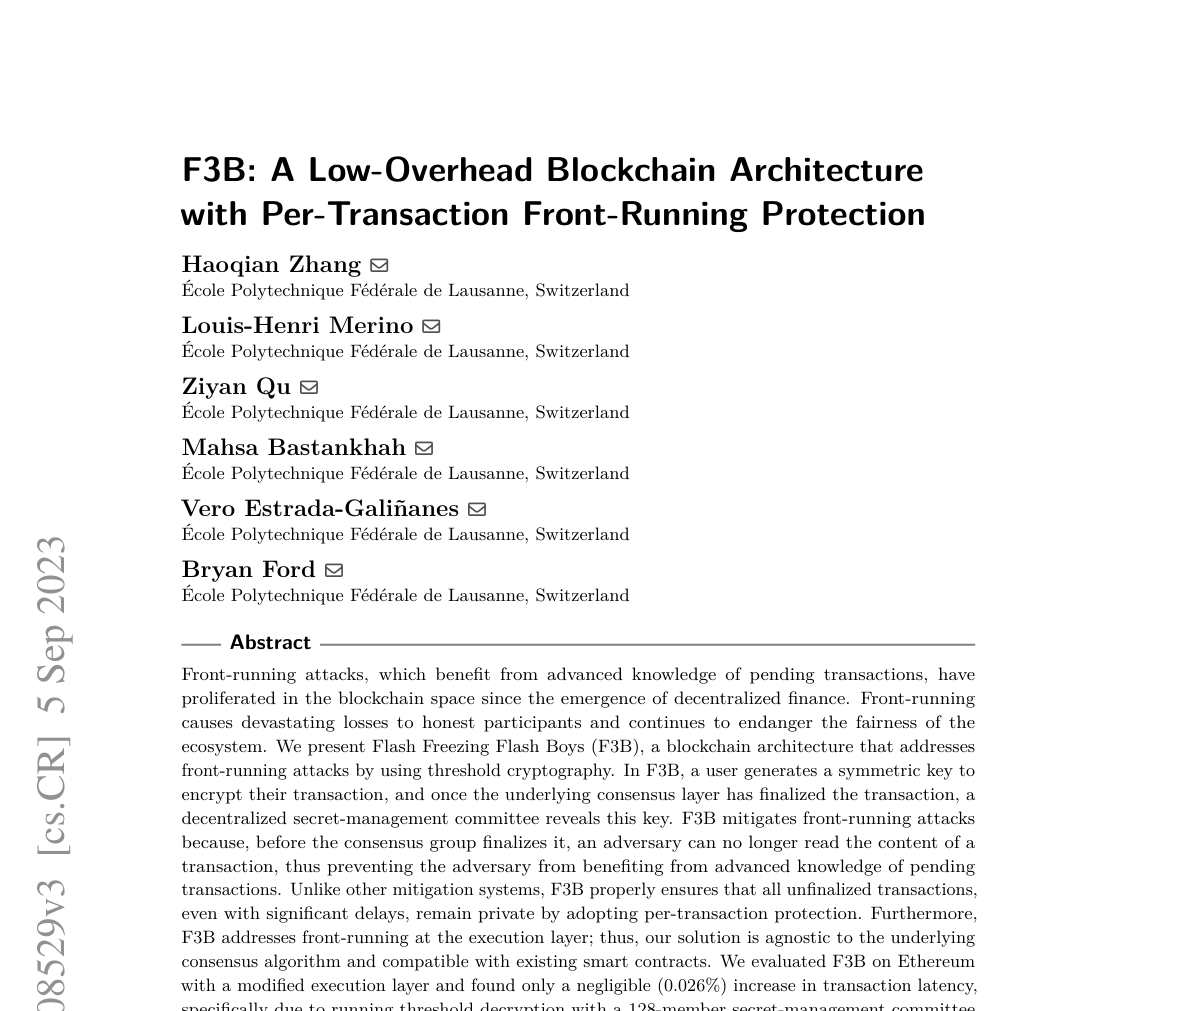 F3B: A Low-Overhead Blockchain Architecture
with Per-Transaction Front-Running Protection
Haoqian Zhang
École Polytechnique Fédérale de Lausanne, Switzerland
Louis-Henri Merino
École Polytechnique Fédérale de Lausanne, Switzerland
Ziyan Qu
École Polytechnique Fédérale de Lausanne, Switzerland
Mahsa Bastankhah
École Polytechnique Fédérale de Lausanne, Switzerland
Vero Estrada-Galiñanes
École Polytechnique Fédérale de Lausanne, Switzerland
Bryan Ford
École Polytechnique Fédérale de Lausanne, Switzerland
Abstract
Front-running attacks, which benefit from advanced knowledge of pending transactions, have
proliferated in the blockchain space since the emergence of decentralized finance. Front-running
causes devastating losses to honest participants and continues to endanger the fairness of the
ecosystem. We present Flash Freezing Flash Boys (F3B), a blockchain architecture that addresses
front-running attacks by using threshold cryptography. In F3B, a user generates a symmetric key to
encrypt their transaction, and once the underlying consensus layer has finalized the transaction, a
decentralized secret-management committee reveals this key. F3B mitigates front-running attacks
because, before the consensus group finalizes it, an adversary can no longer read the content of a
transaction, thus preventing the adversary from benefiting from advanced knowledge of pending
transactions. Unlike other mitigation systems, F3B properly ensures that all unfinalized transactions,
even with significant delays, remain private by adopting per-transaction protection. Furthermore,
F3B addresses front-running at the execution layer; thus, our solution is agnostic to the underlying
consensus algorithm and compatible with existing smart contracts. We evaluated F3B on Ethereum
with a modified execution layer and found only a negligible (0.026%) increase in transaction latency,
specifically due to running threshold decryption with a 128-member secret-management committee
08529v3 [cs.CR] 5 Sep 2023